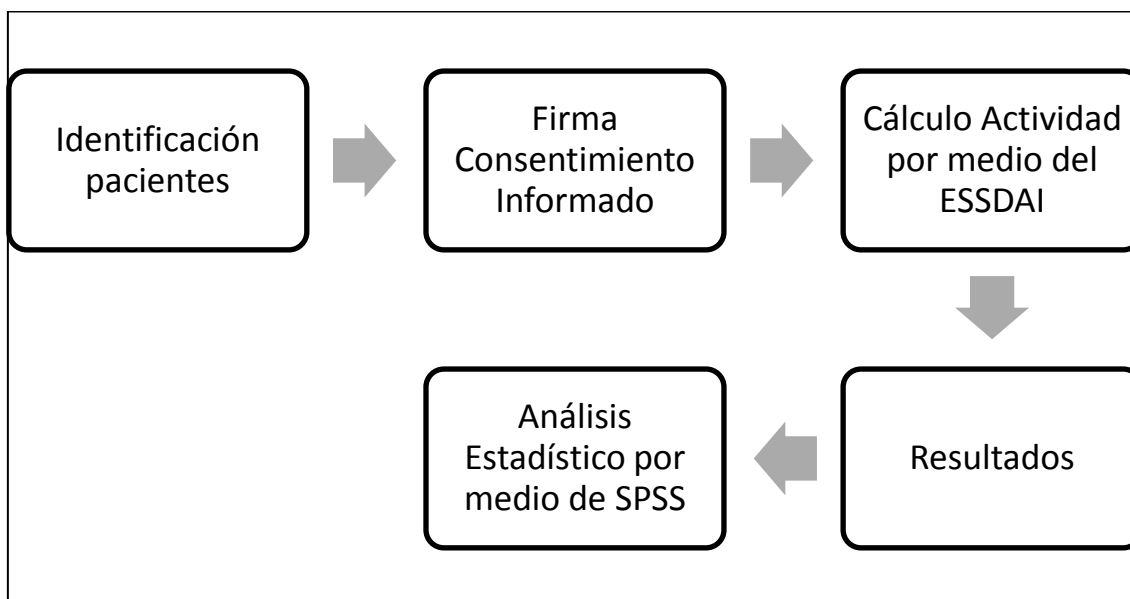 Identificación
pacientes
Firma
Consentimiento
Informado
Cálculo Actividad
por medio del
ESSDAI
Resultados
Análisis
Estadístico por
medio de SPSS